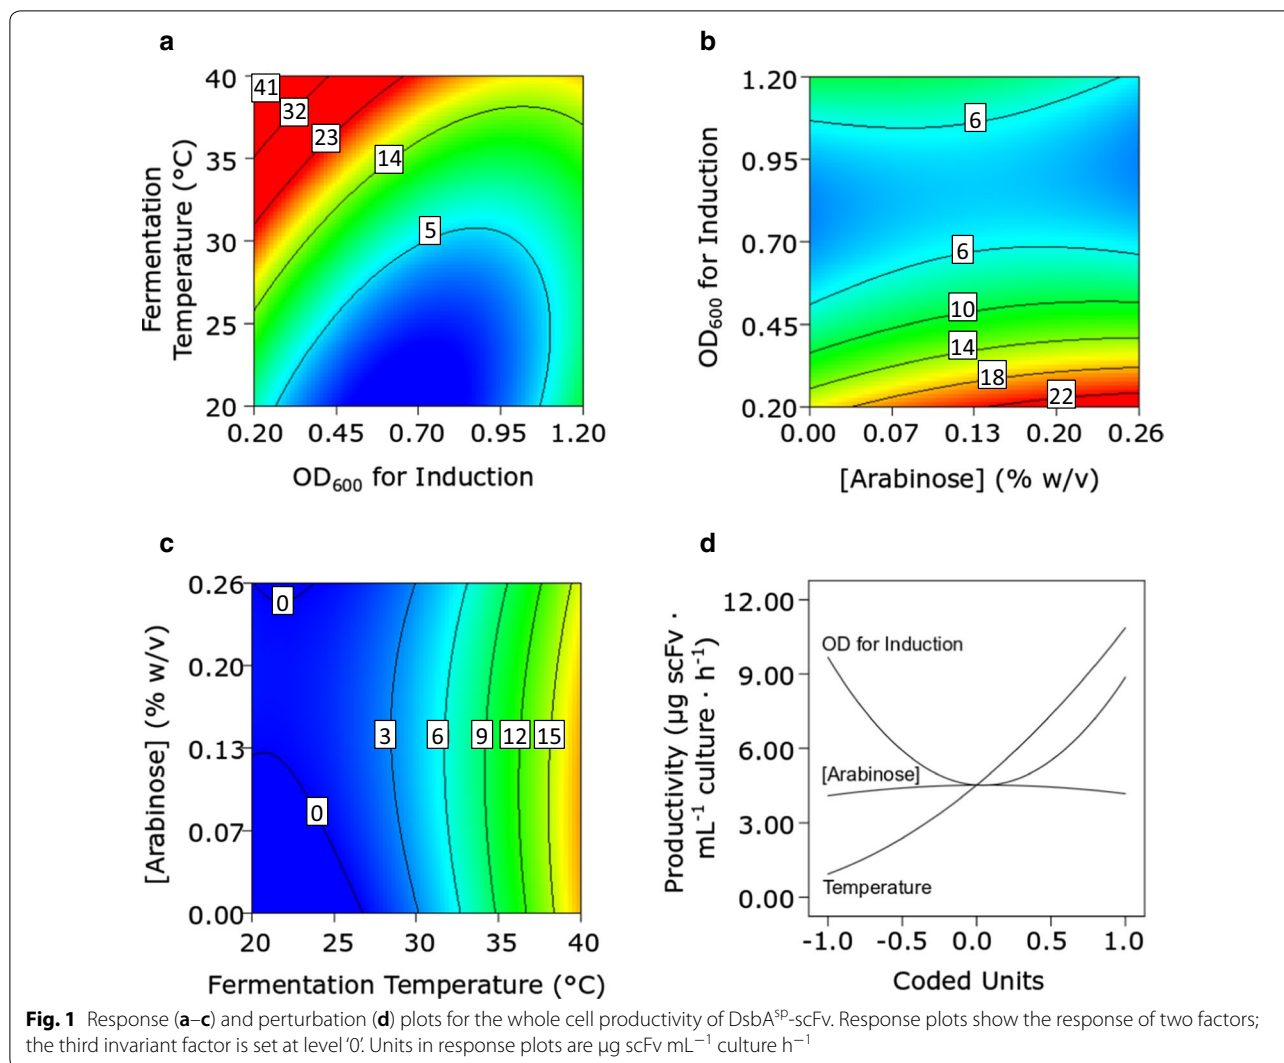 a
Fermentation
Temperature (°C)
40
35
30
25
20
41
32
23
14
5
0.20 0.45 0.70 0.95 1.20
OD600 for Induction
b
OD600 for Induction
1.20
0.95
0.70
0.45
0.20
6
6
10
14
18
22
0.00 0.07 0.13 0.20 0.26
[Arabinose] (% w/v)
c
[Arabinose] (% w/v)
0.26
0.20
0.13
0.07
0.00
0
0
3 6 9 12 15
20 25 30 35 40
Fermentation Temperature (°C)
d
Productivity (µg scFv ·
mL⁻¹ culture · h⁻¹)
12.00
9.00
6.00
3.00
0.00
OD for Induction
[Arabinose]
Temperature
-1.0 -0.5 0.0 0.5 1.0
Coded Units
Fig. 1 Response (a–c) and perturbation (d) plots for the whole cell productivity of DsbAˢᵖ-scFv. Response plots show the response of two factors;
the third invariant factor is set at level ‘0’. Units in response plots are µg scFv mL⁻¹ culture h⁻¹